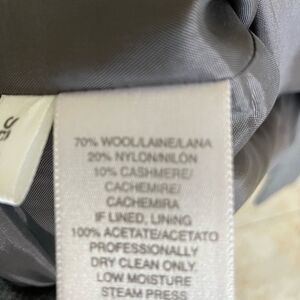 70% WOOL/LAINE/LANA
20% NYLON/NILÓN
10% CASHMERE/
CACHEMIRE/
CACHEMIRA
IF LINED, LINING
100% ACETATE/ACETATO
PROFESSIONALLY
DRY CLEAN ONLY.
LOW MOISTURE
STEAM PRESS